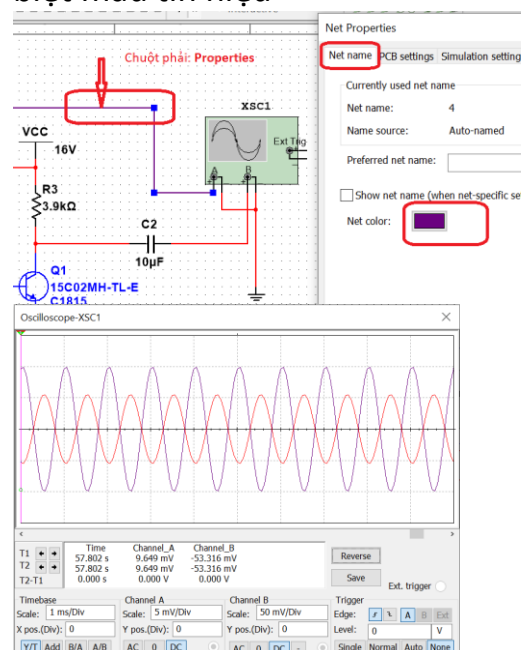 biệt màu tín hiệu
Chuột phải: Properties
XSC1
Ext Trig
A
B
VCC
16V
R3
3.9kΩ
C2
10µF
Q1
15C02MH-TL-E
C1815
Net Properties
Net name
PCB settings
Simulation setting
Currently used net name
Net name: 4
Name source: Auto-named
Preferred net name:
Show net name (when net-specific se
Net color:
Oscilloscope-XSC1
Time Channel_A Channel_B
T1 57.802 s 9.649 mV -53.316 mV
T2 57.802 s 9.649 mV -53.316 mV
T2-T1 0.000 s 0.000 V 0.000 V
Reverse
Save
Ext. trigger
Timebase
Scale: 1 ms/Div
X pos.(Div): 0
Y/T Add B/A A/B
Channel A
Scale: 5 mV/Div
Y pos.(Div): 0
AC 0 DC
Channel B
Scale: 50 mV/Div
Y pos.(Div): 0
AC 0 DC -
Trigger
Edge: A B Ext
Level: 0 V
Single Normal Auto None